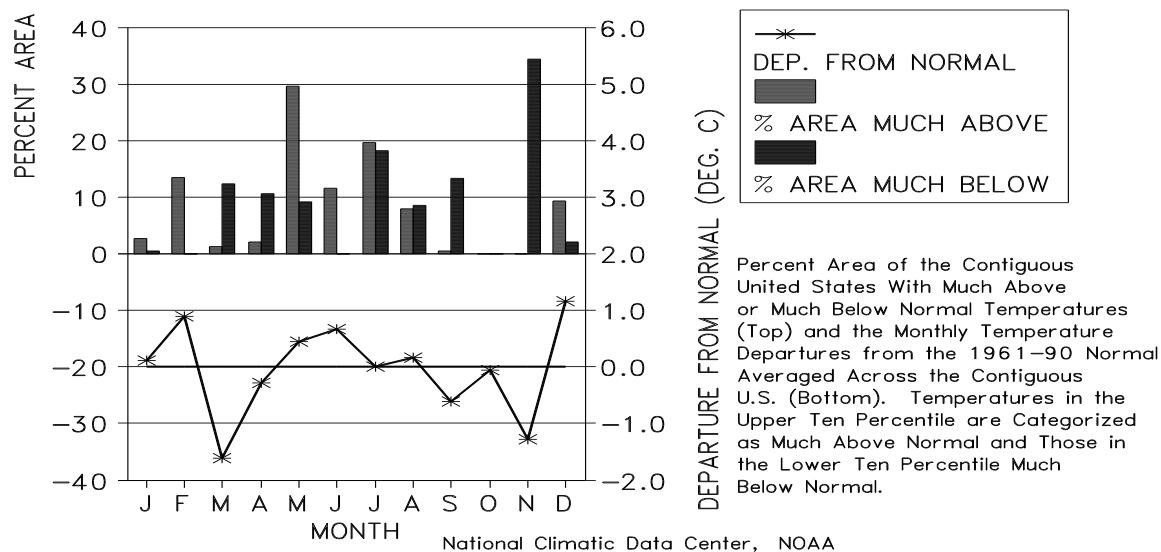 PERCENT AREA
40
30
20
10
0
−10
−20
−30
−40
6.0
5.0
4.0
3.0
2.0
1.0
0.0
−1.0
−2.0
J F M A M J J A S O N D
MONTH
DEPARTURE FROM NORMAL (DEG. C)
DEP. FROM NORMAL
% AREA MUCH ABOVE
% AREA MUCH BELOW
Percent Area of the Contiguous
United States With Much Above
or Much Below Normal Temperatures
(Top) and the Monthly Temperature
Departures from the 1961−90 Normal
Averaged Across the Contiguous
U.S. (Bottom). Temperatures in the
Upper Ten Percentile are Categorized
as Much Above Normal and Those in
the Lower Ten Percentile Much
Below Normal.
National Climatic Data Center, NOAA